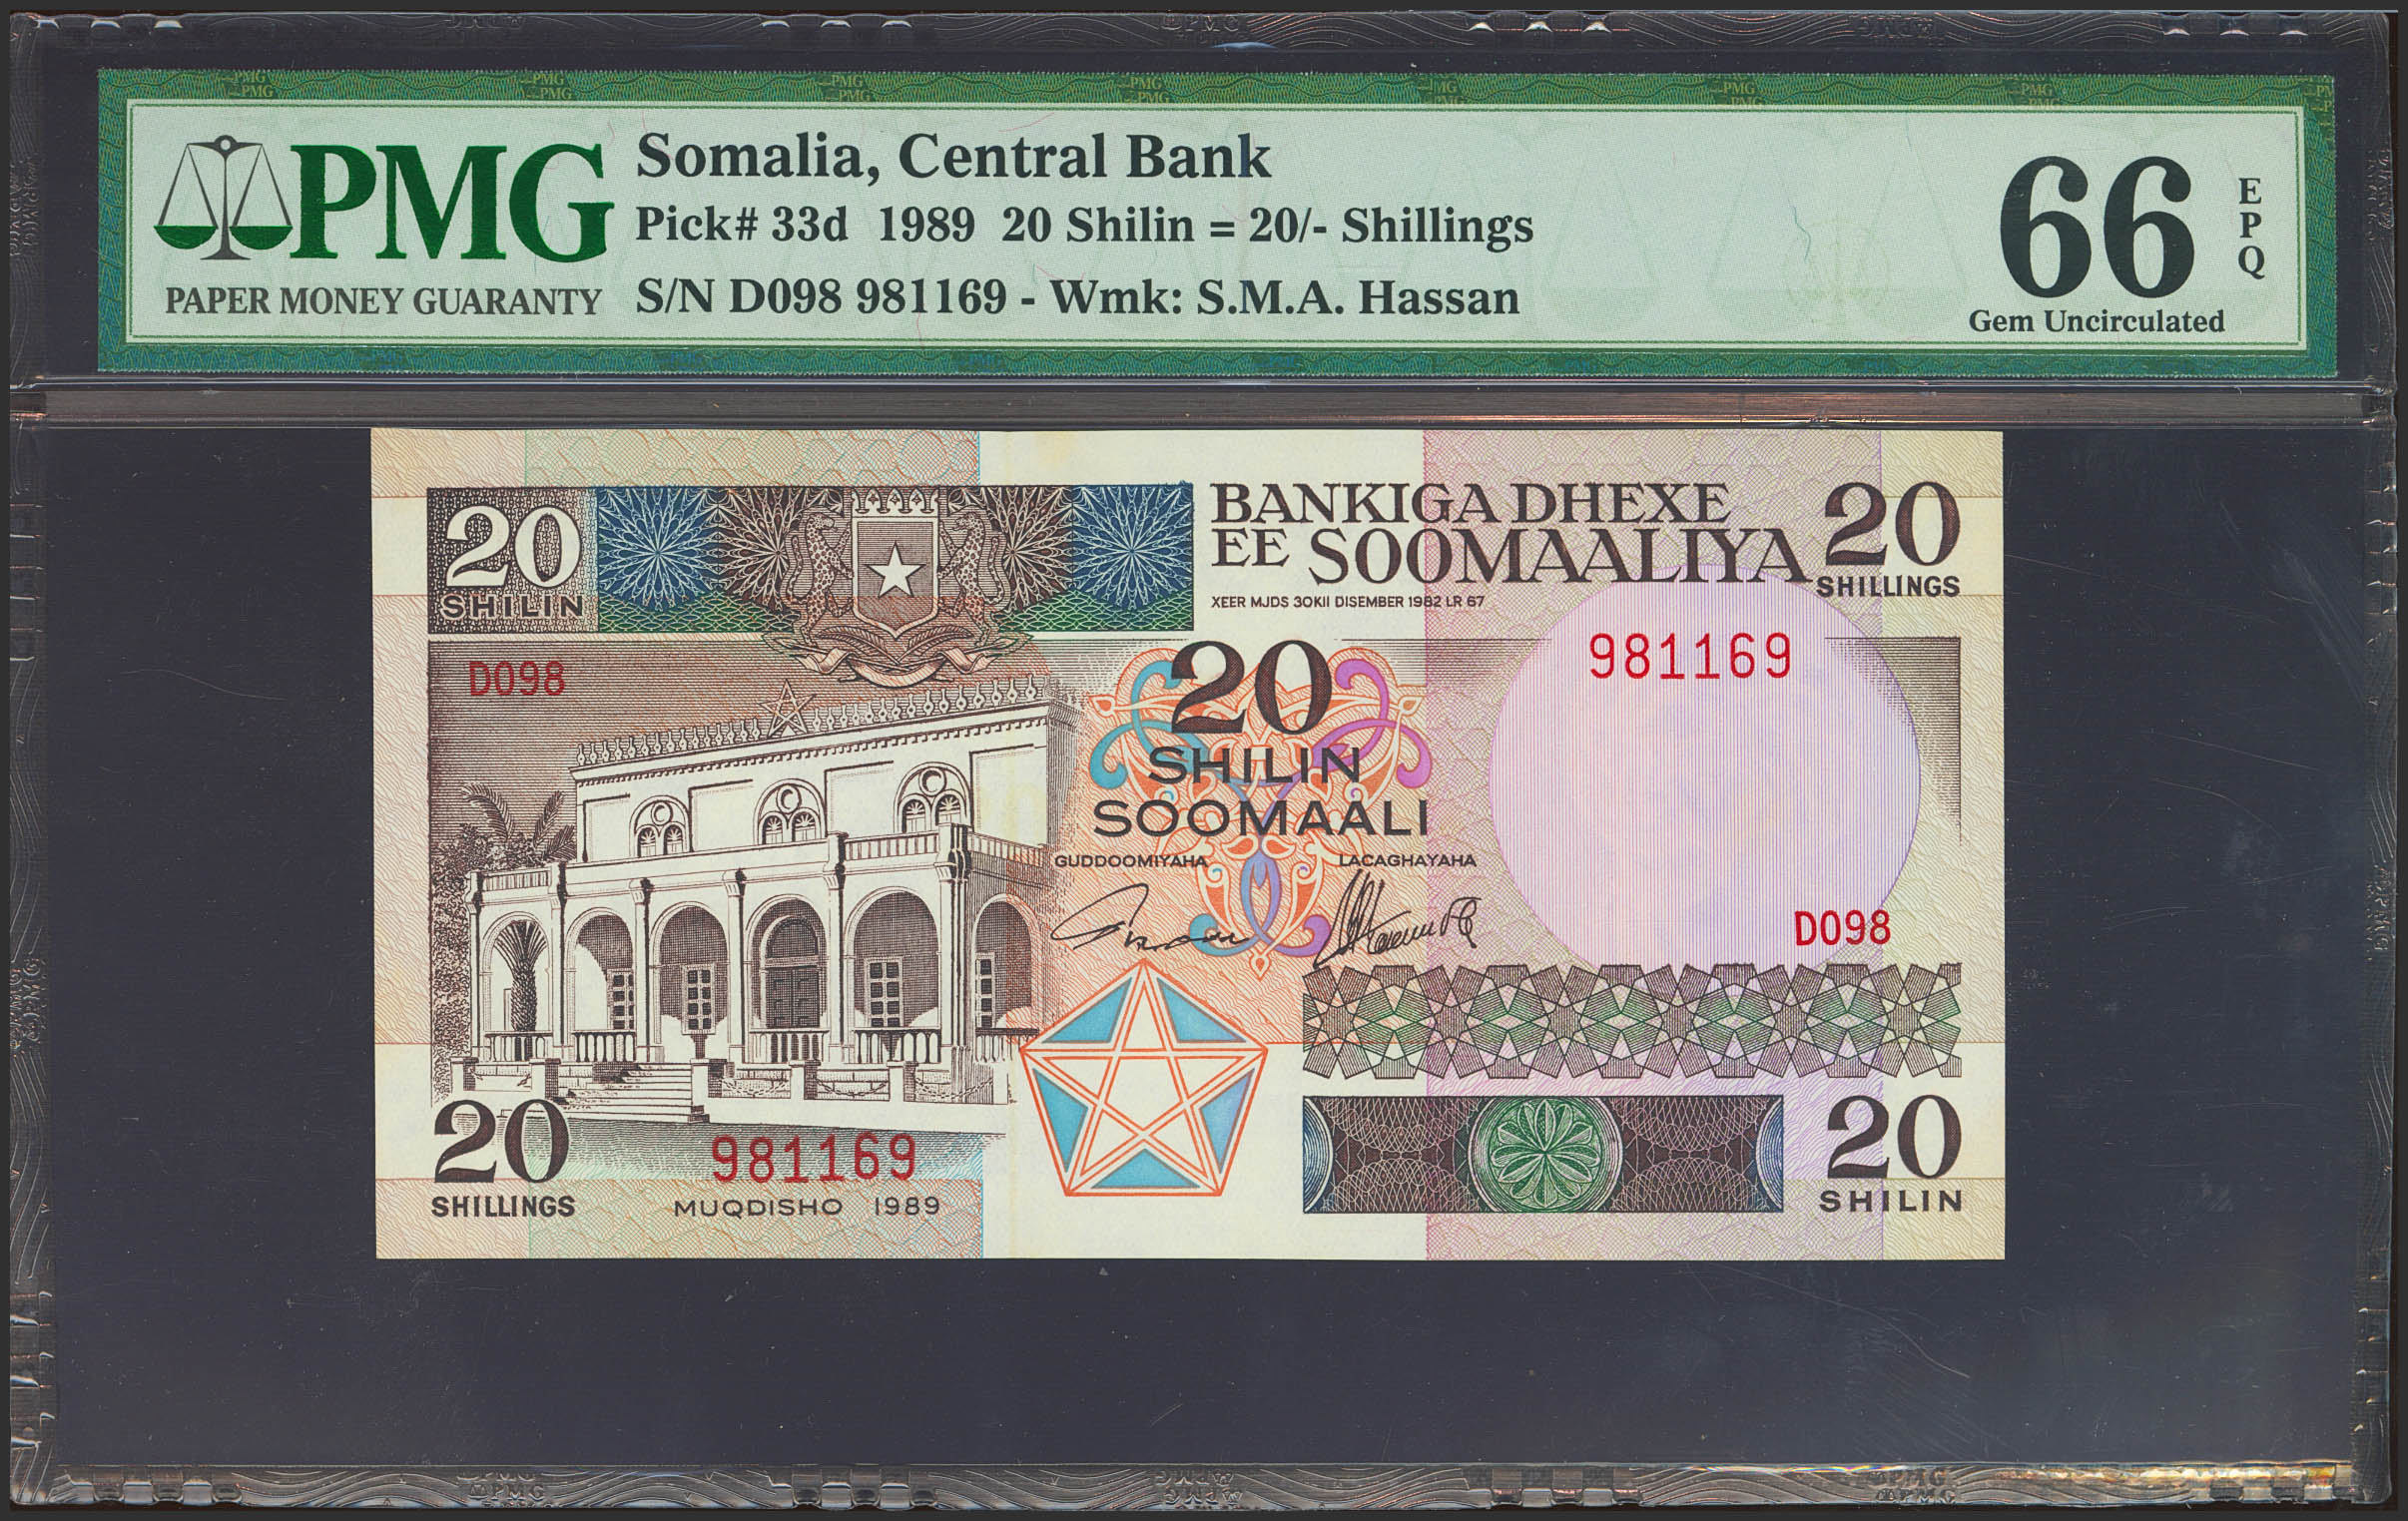 PMG
PAPER MONEY GUARANTY
Somalia, Central Bank
Pick# 33d 1989 20 Shilin = 20/- Shillings
S/N D098 981169 - Wmk: S.M.A. Hassan
66
EPQ
Gem Uncirculated
20
SHILIN
BANKIGA DHEXE
EE SOOMAALIYA
XEER MJDS 30KII DISEMBER 1982 LR 67
20
SHILLINGS
D098
981169
20
SHILIN
SOOMAALI
GUDDOOMIYAHA
LACAGHAYAHA
D098
20
SHILLINGS
981169
MUQDISHO 1989
20
SHILIN